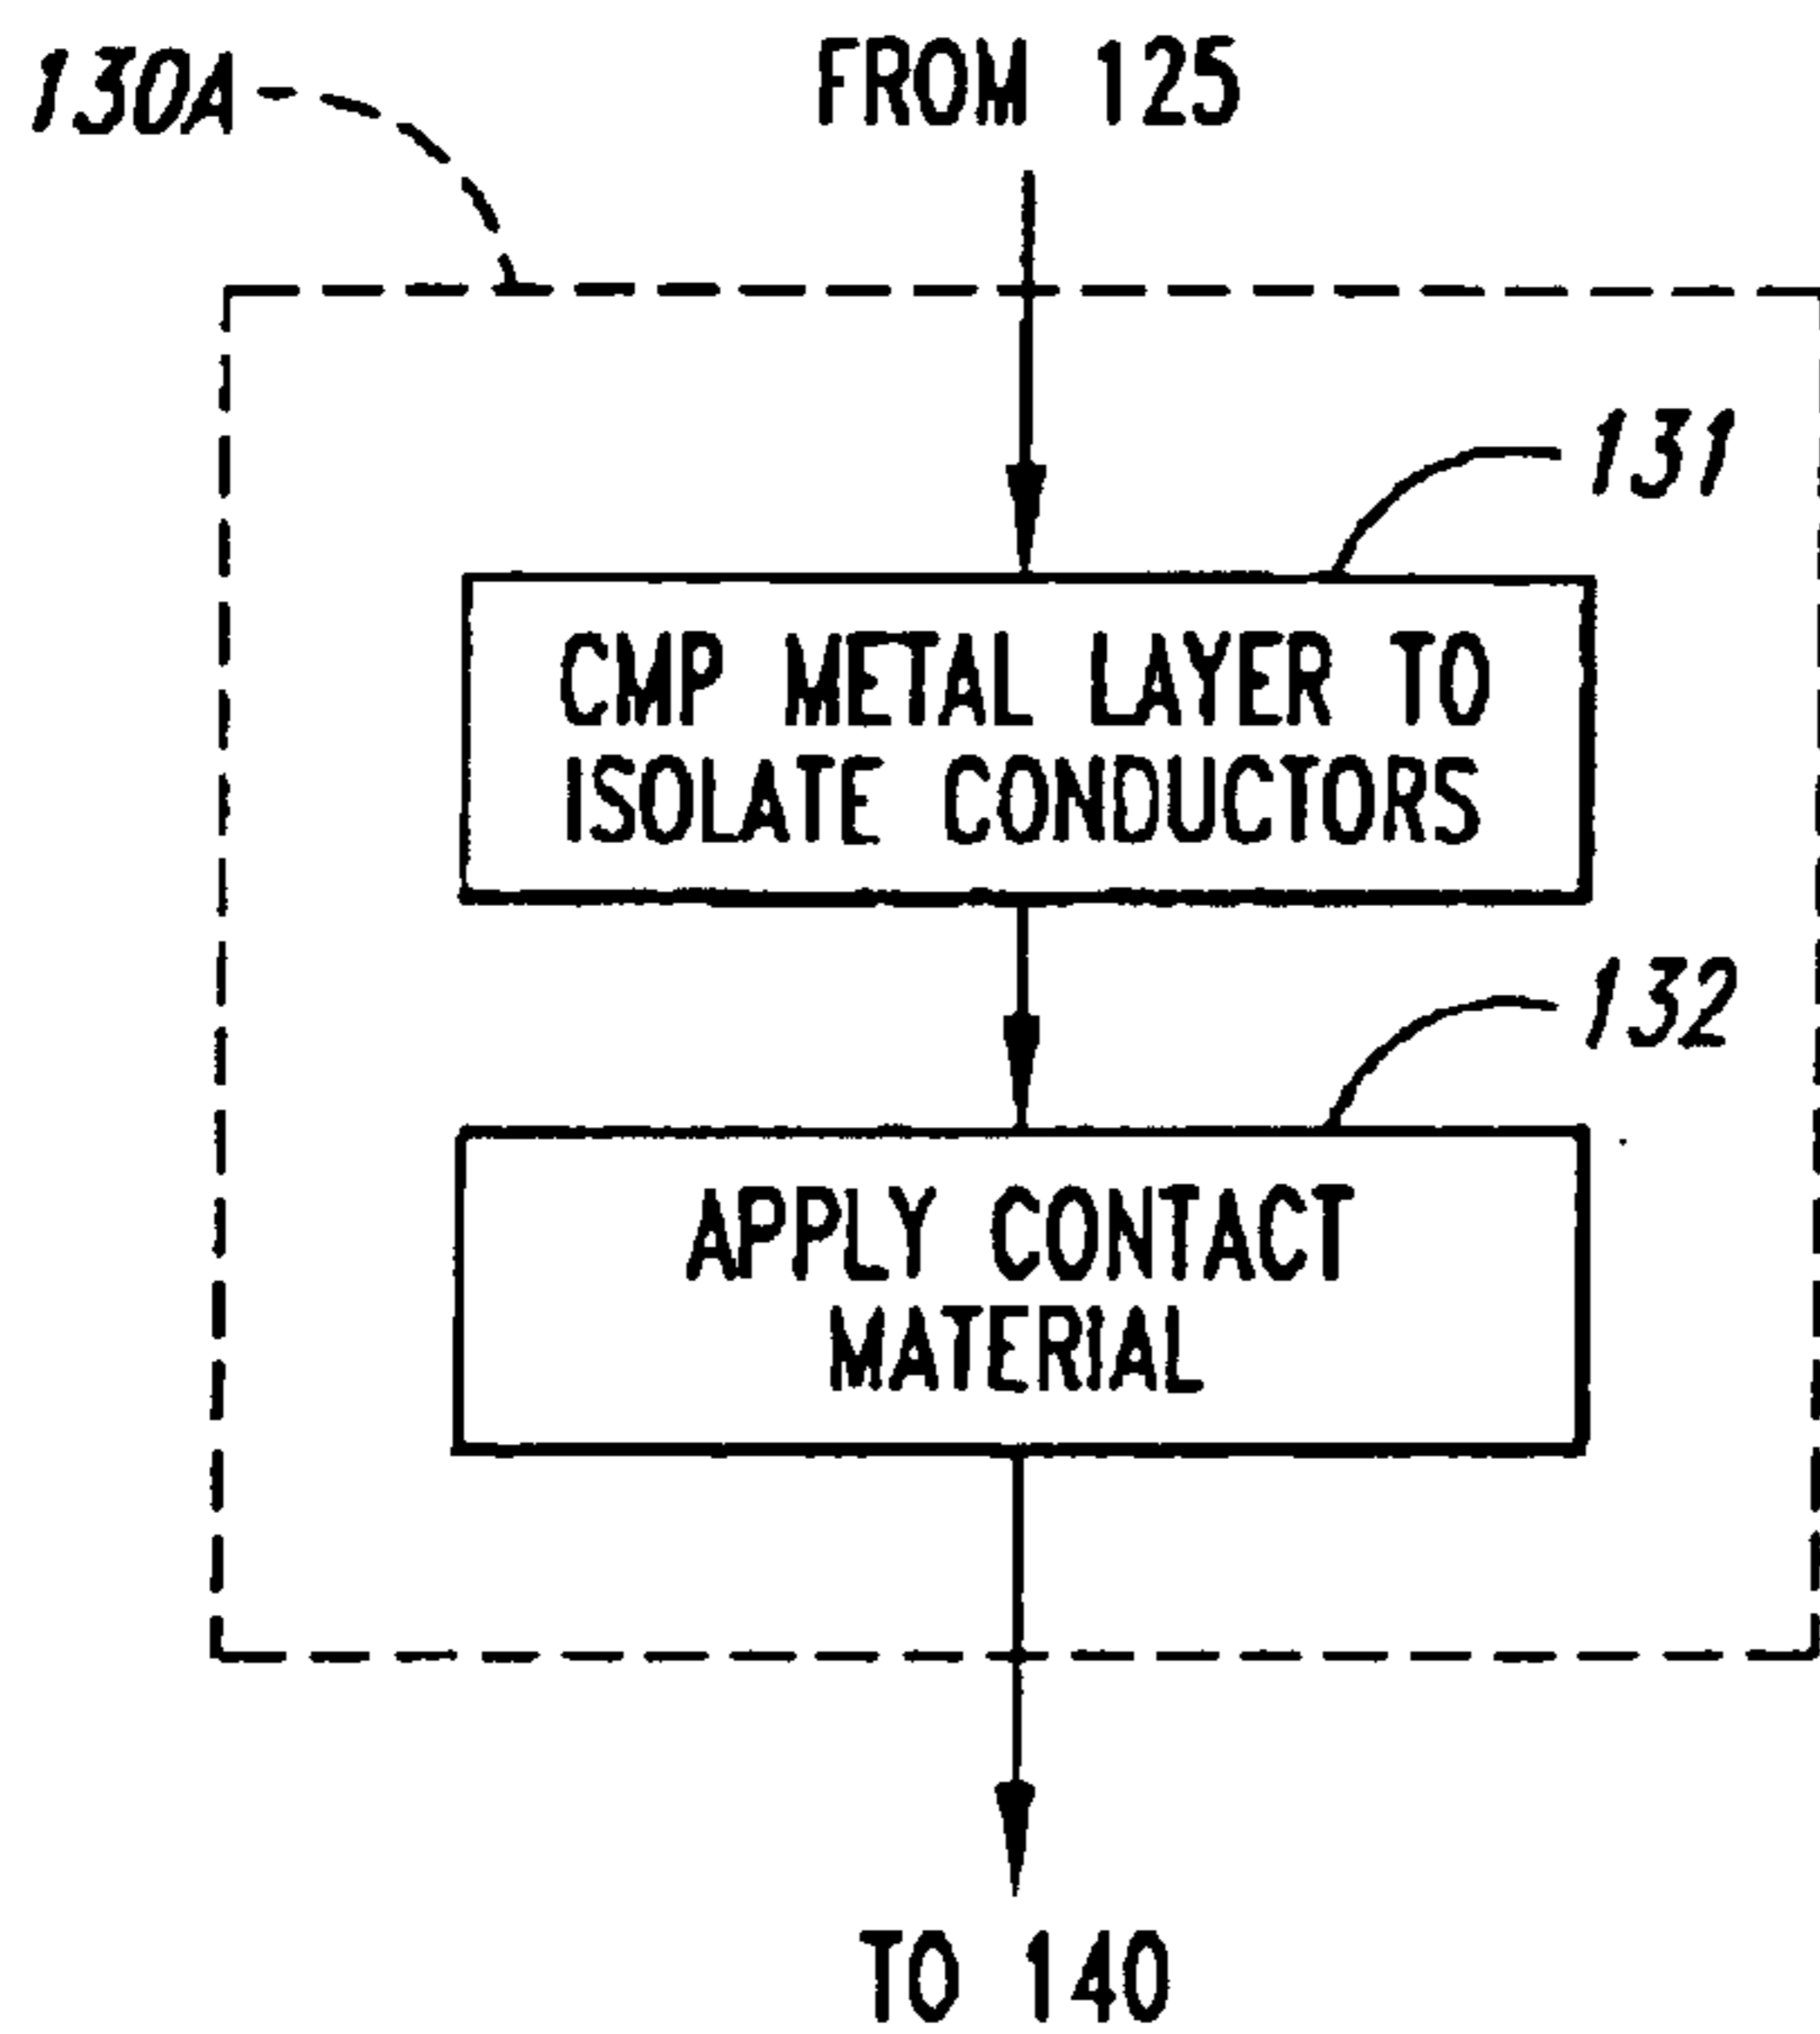 130A
FROM 125
131
CMP METAL LAYER TO
ISOLATE CONDUCTORS
132
APPLY CONTACT
MATERIAL
TO 140